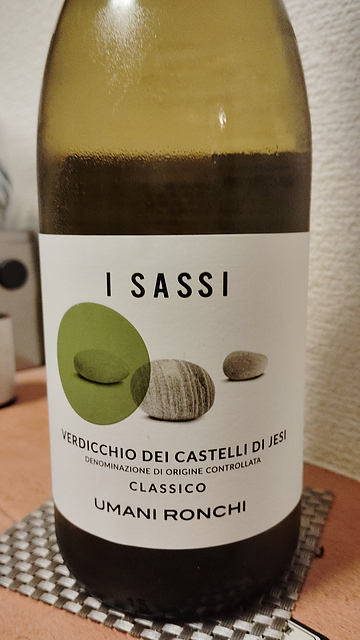 I SASSI
VERDICCHIO DEI CASTELLI DI JESI
DENOMINAZIONE DI ORIGINE CONTROLLATA
CLASSICO
UMANI RONCHI